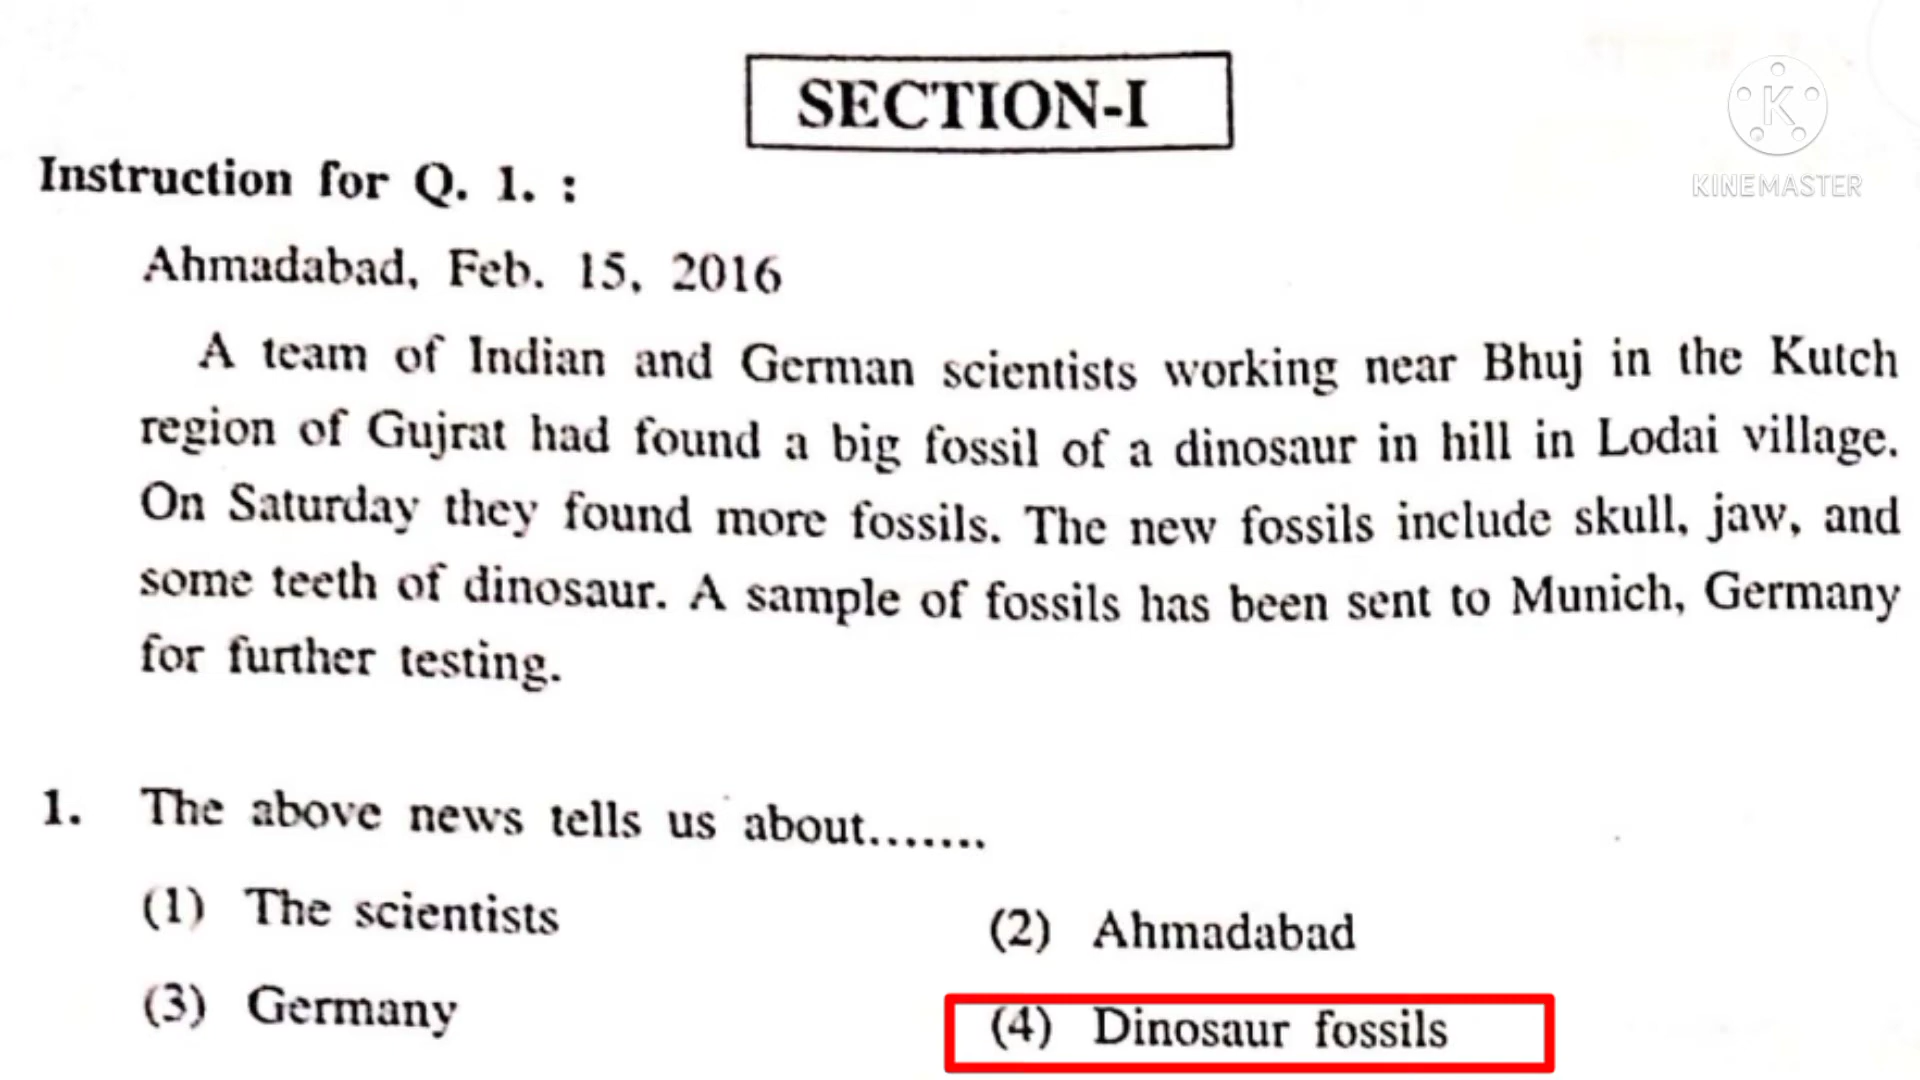 SECTION-I
KINEMASTER
Instruction for Q. 1. :
Ahmadabad, Feb. 15, 2016
A team of Indian and German scientists working near Bhuj in the Kutch
region of Gujrat had found a big fossil of a dinosaur in hill in Lodai village.
On Saturday they found more fossils. The new fossils include skull, jaw, and
some teeth of dinosaur. A sample of fossils has been sent to Munich, Germany
for further testing.
1. The above news tells us about.......
(1) The scientists
(2) Ahmadabad
(3) Germany
(4) Dinosaur fossils